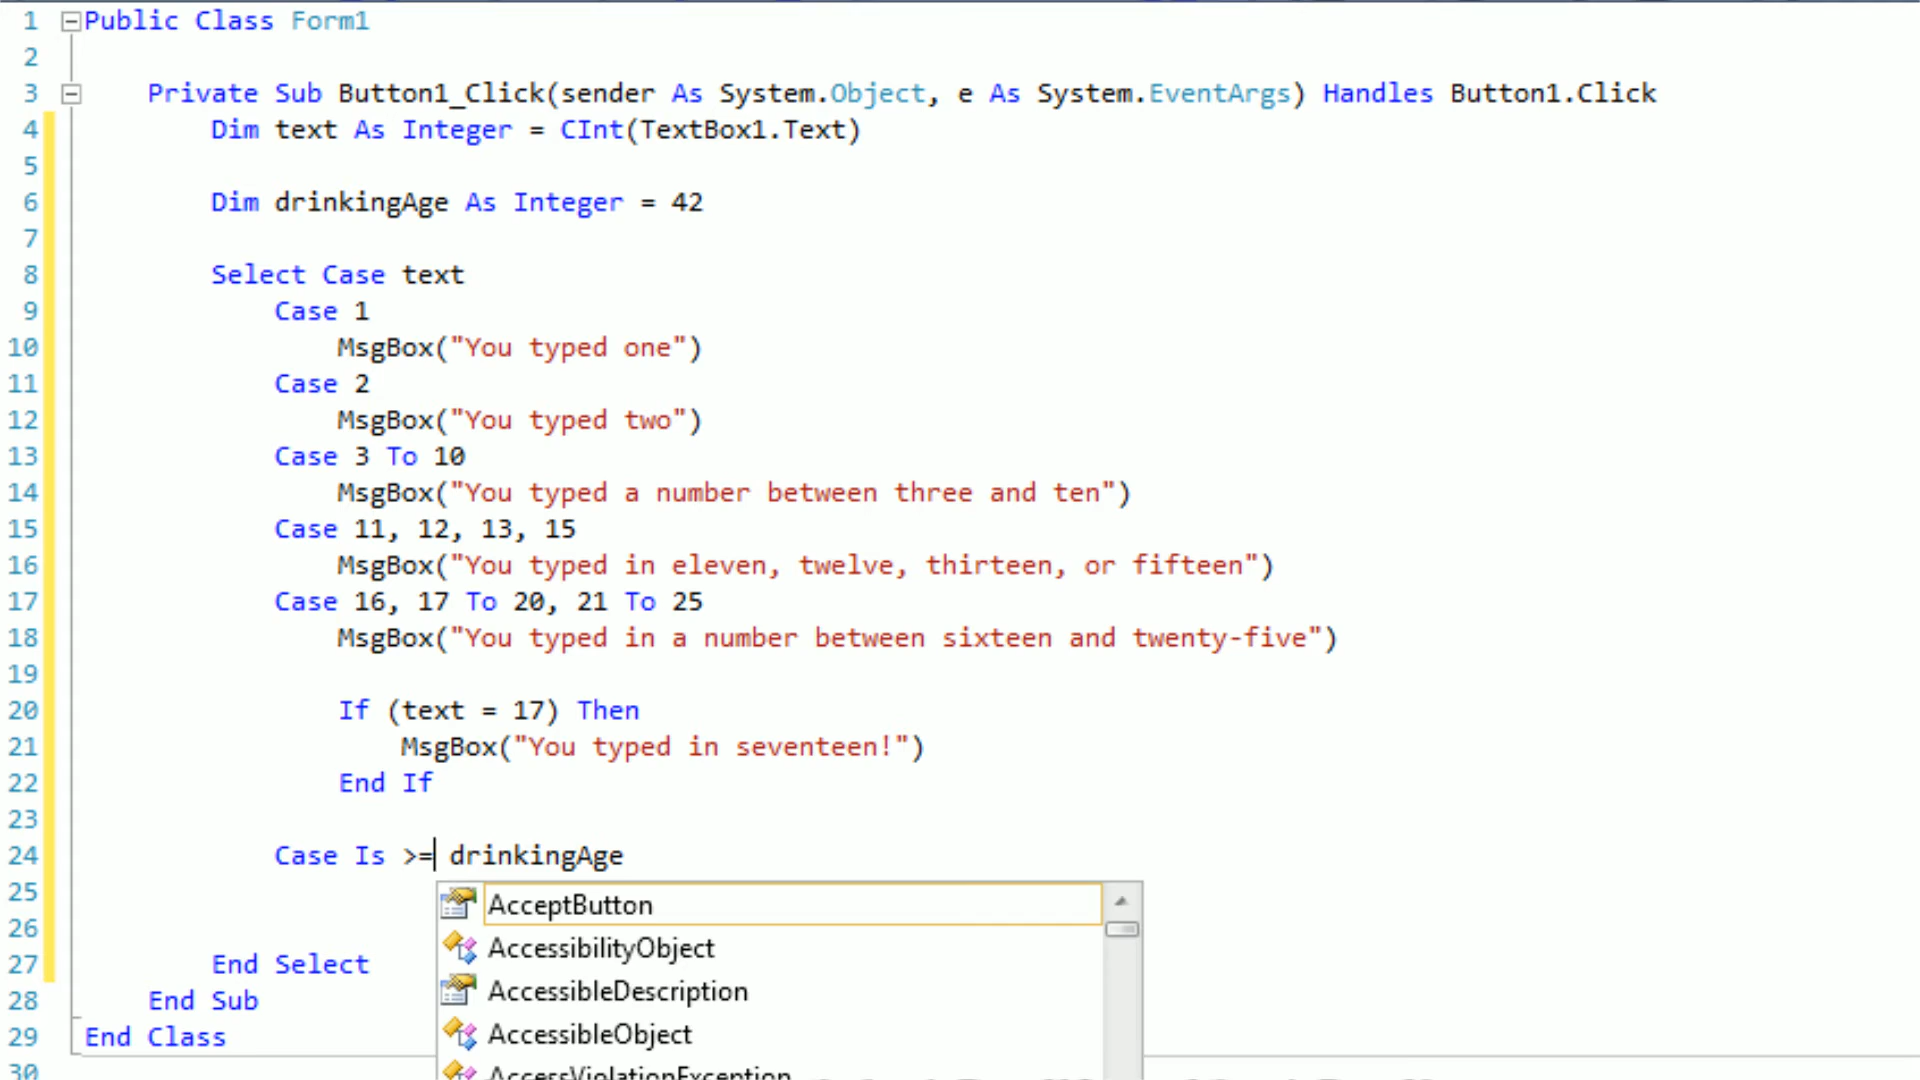 1 Public Class Form1
2
3 Private Sub Button1_Click(sender As System.Object, e As System.EventArgs) Handles Button1.Click
4 Dim text As Integer = CInt(TextBox1.Text)
5
6 Dim drinkingAge As Integer = 42
7
8 Select Case text
9 Case 1
10 MsgBox("You typed one")
11 Case 2
12 MsgBox("You typed two")
13 Case 3 To 10
14 MsgBox("You typed a number between three and ten")
15 Case 11, 12, 13, 15
16 MsgBox("You typed in eleven, twelve, thirteen, or fifteen")
17 Case 16, 17 To 20, 21 To 25
18 MsgBox("You typed in a number between sixteen and twenty-five")
19
20 If (text = 17) Then
21 MsgBox("You typed in seventeen!")
22 End If
23
24 Case Is >= drinkingAge
25
AcceptButton
26
AccessibilityObject
27 End Select
AccessibleDescription
28 End Sub
AccessibleObject
29 End Class
30
AccessViolationException